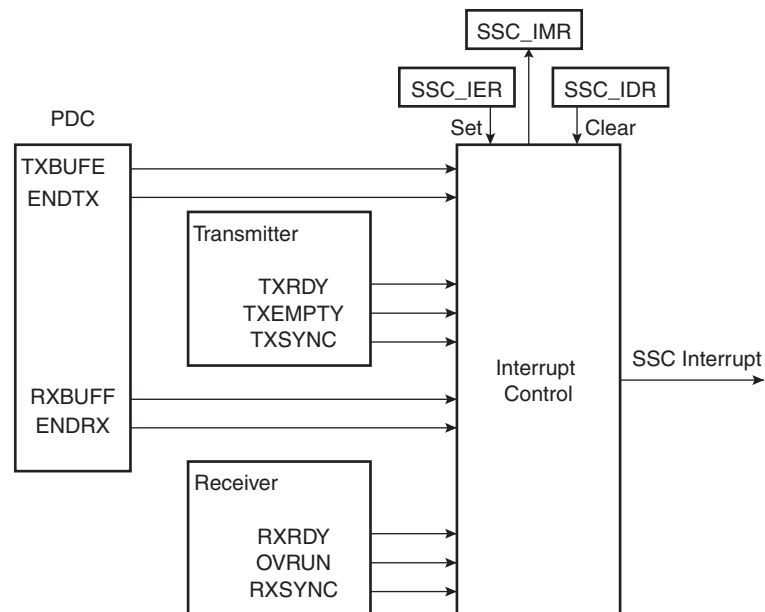 SSC_IMR
SSC_IER
SSC_IDR
PDC
Set
Clear
TXBUFE
ENDTX
Transmitter
TXRDY
TXEMPTY
TXSYNC
RXBUFF
ENDRX
Interrupt
Control
SSC Interrupt
Receiver
RXRDY
OVRUN
RXSYNC